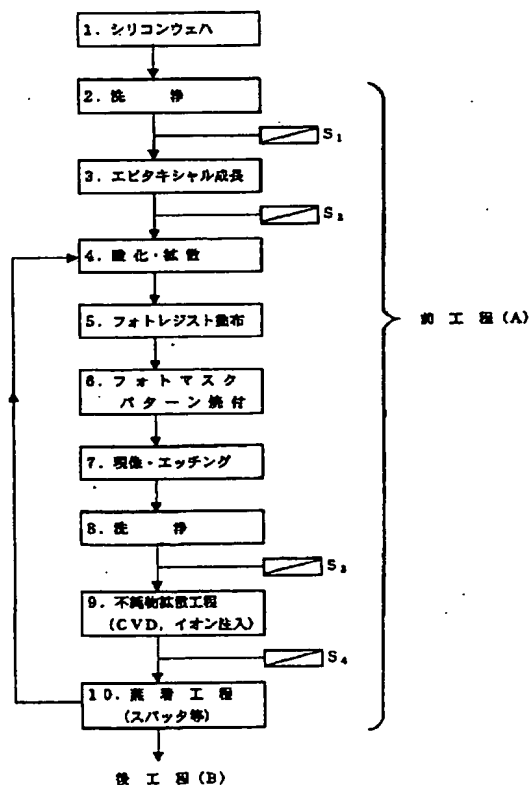 1. シリコンウェハ
2. 洗 浄
S₁
3. エピタキシャル成長
S₂
4. 酸化・拡散
5. フォトレジスト塗布
前 工 程 (A)
6. フォトマスク
パターン焼付
7. 現像・エッチング
8. 洗 浄
S₃
9. 不純物拡散工程
(CVD, イオン注入)
S₄
10. 蒸着工程
(スパッタ等)
後 工 程 (B)